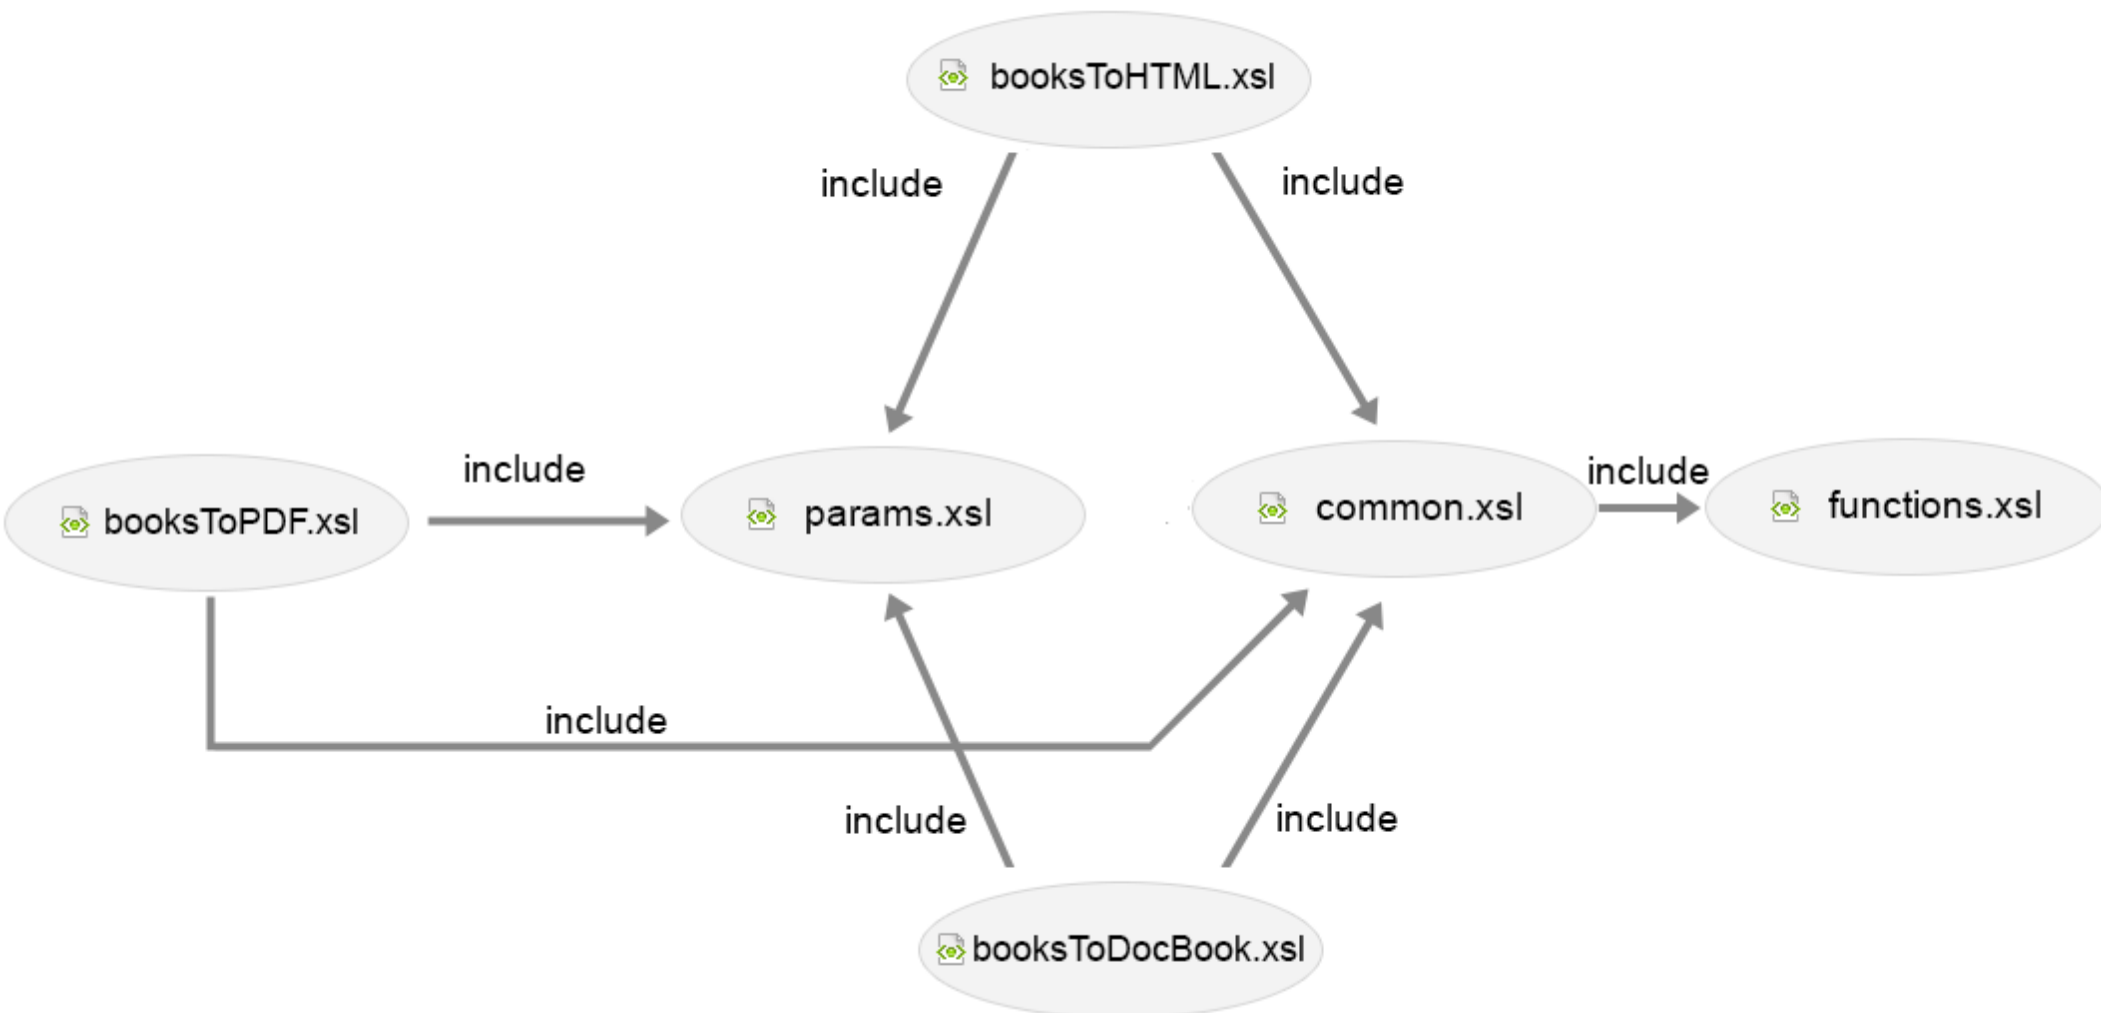 booksToHTML.xsl
include
include
include
include
booksToPDF.xsl
params.xsl
common.xsl
functions.xsl
include
include
include
booksToDocBook.xsl